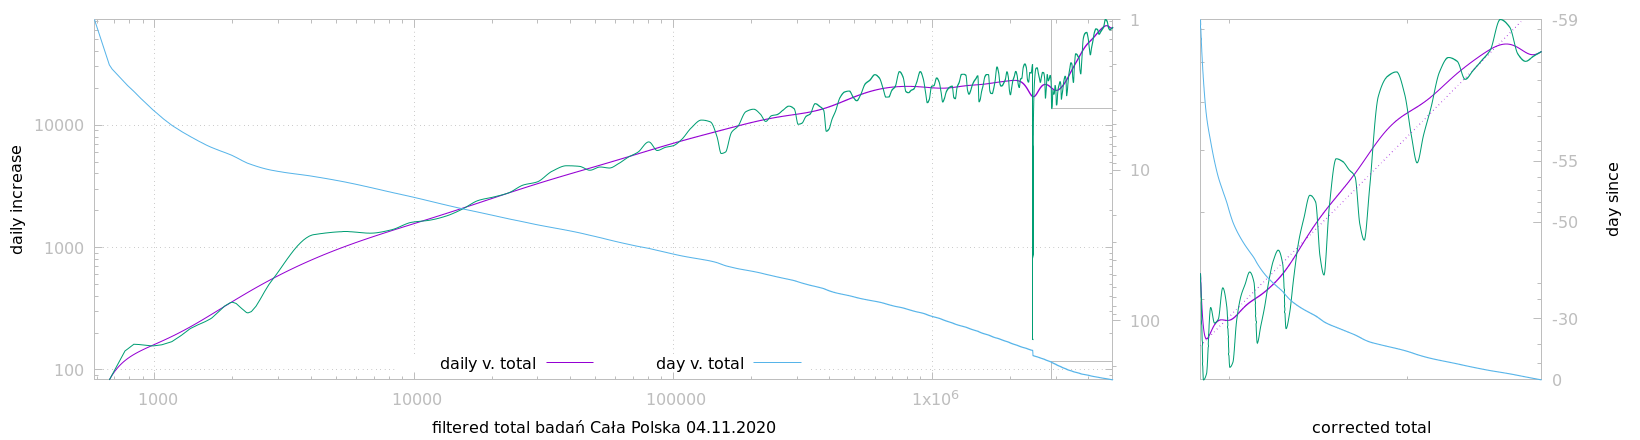 daily increase
10000
1000
100
1000
10000
100000
1x10^6
1
10
100
daily v. total
day v. total
filtered total badań Cała Polska 04.11.2020
-59
-55
-50
-30
0
day since
corrected total